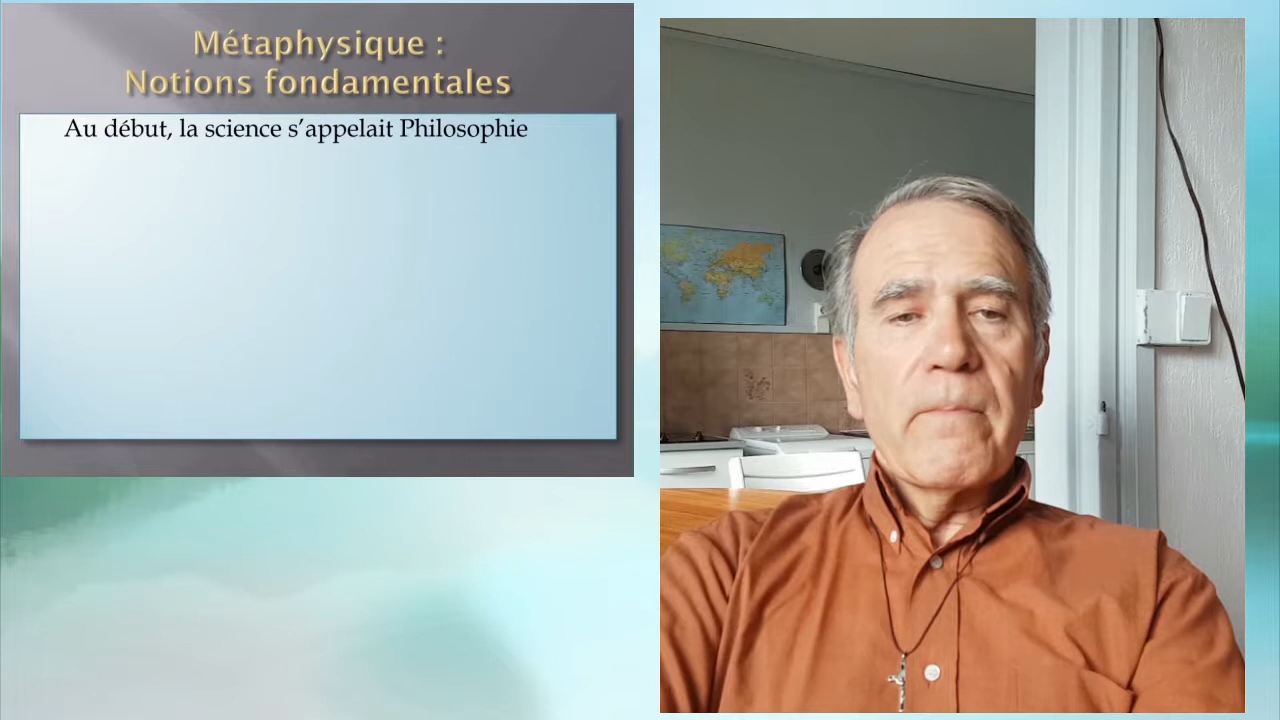 Métaphysique :
Notions fondamentales
Au début, la science s’appelait Philosophie